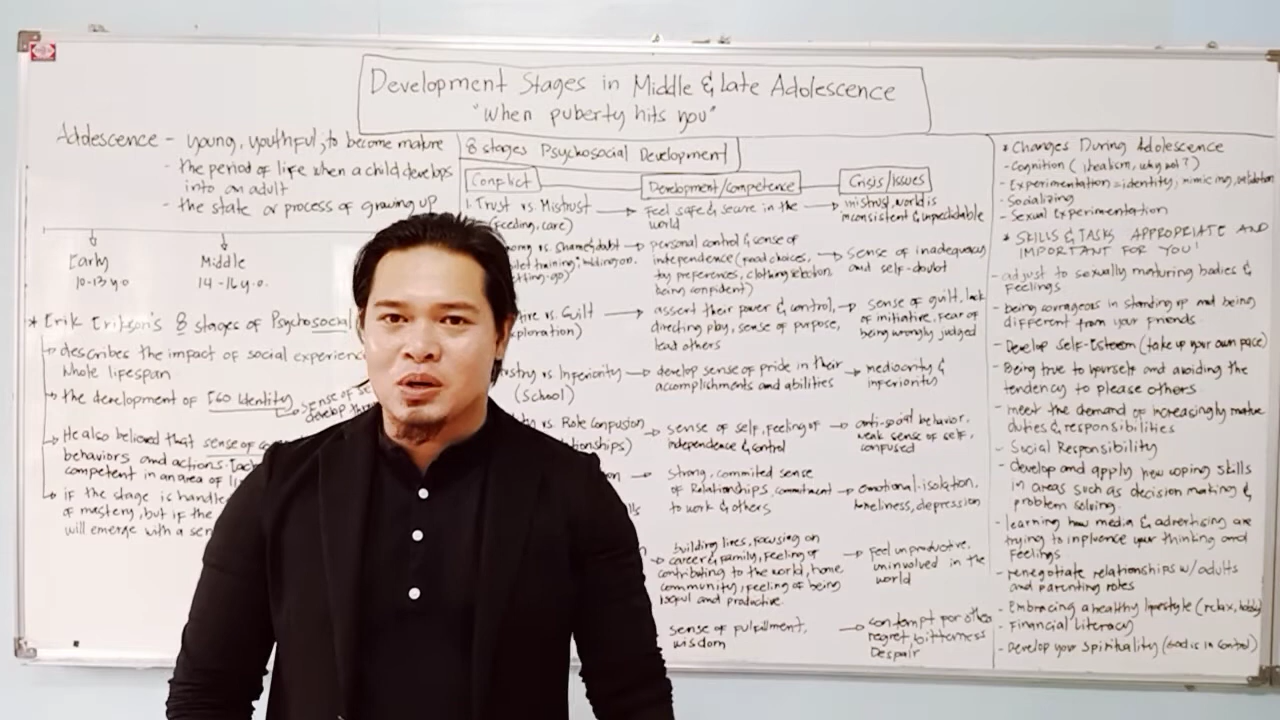 Development Stages in Middle & Late Adolescence
"When puberty hits you"
Adolescence - young, youthful, to become mature
- the period of life when a child develops
into an adult
- the state or process of growing up
Early
10-13 y.o
Middle
14-16 y.o.
* Erik Erikson's 8 stages of Psychosocial
describes the impact of social experience
whole lifespan
the development of EGO Identity
sense of
develop
He also believed that sense of
behaviors and actions.
competent in an area of
if the stage is handle
of mastery, but if the
will emerge with a
8 stages Psychosocial Development
Conflict
Development/competence
Crisis/Issues
1. Trust vs Mistrust
(feeding, care)
feel safe & secure in the
world
mistrust, world is
inconsistent & unpredictable
vs. Shame, doubt
training,
personal control & sense of
independence (food choices,
toy preferences, clothing selection
being confident)
sense of inadequacy
and self-doubt
vs. Guilt
assert their power & control,
directing play, sense of purpose,
lead others
sense of guilt, lack
of initiative, fear of
being wrongly judged
vs Inferiority
(School)
develop sense of pride in their
accomplishments and abilities
mediocrity &
inferiority
vs. Role Confusion
sense of self, feeling of
independence & control
anti-social behavior,
weak sense of self,
confused
strong, commited sense
of Relationships, commitment
to work & others
emotional isolation,
loneliness, depression
building lives, focusing on
career & family, feeling of
contributing to the world, home
community, feeling of being
useful and productive.
feel unproductive,
uninvolved in the
world
sense of fulfillment,
wisdom
contempt for other
regret, bitterness
Despair
* Changes During Adolescence
- Cognition (idealism, why not?)
- Experimentation = identity, mimicing, validation
- Socializing
- Sexual Experimentation
* SKILLS & TASKS APPROPRIATE AND
IMPORTANT FOR YOU!
- adjust to sexually maturing bodies &
feelings
- being courageous in standing up and being
different from your friends
- Develop self-Esteem (take up your own pace)
- Being true to yourself and avoiding the
tendency to please others
- meet the demand of increasingly mature
duties & responsibilities
- Social Responsibility
- develop and apply new coping skills
in areas such as decision making &
problem solving.
- learning how media & advertising are
trying to influence your thinking and
feelings
- renegotiate relationships w/ adults
and parenting roles
- Embracing a healthy lifestyle (relax, hobby)
- Financial Literacy
- Develop your Spirituality (God is in control)